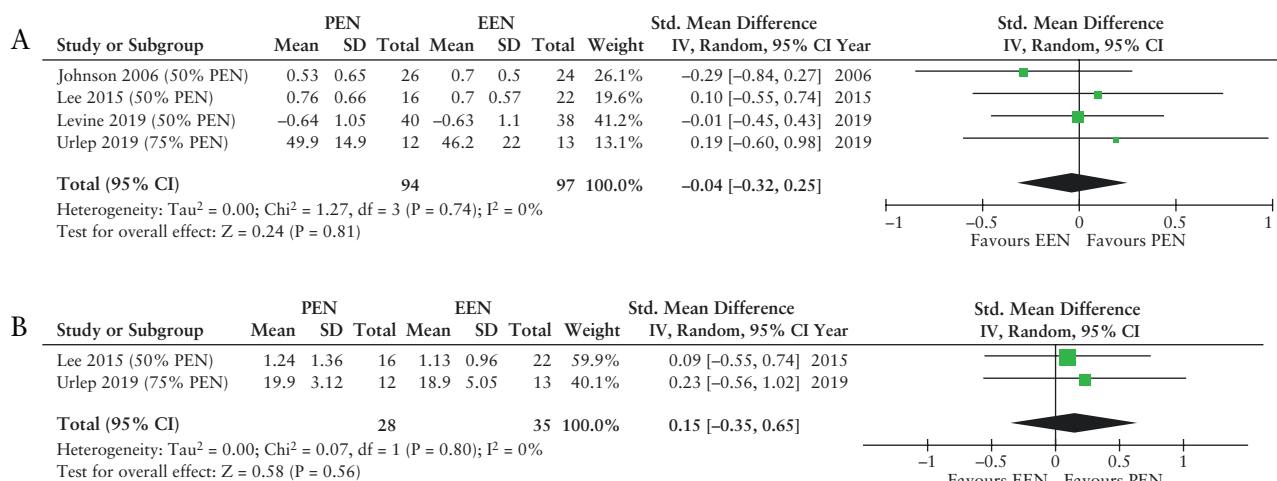 A
PEN EEN Std. Mean Difference Std. Mean Difference
Study or Subgroup Mean SD Total Mean SD Total Weight IV, Random, 95% CI Year IV, Random, 95% CI
Johnson 2006 (50% PEN) 0.53 0.65 26 0.7 0.5 24 26.1% −0.29 [−0.84, 0.27] 2006
Lee 2015 (50% PEN) 0.76 0.66 16 0.7 0.57 22 19.6% 0.10 [−0.55, 0.74] 2015
Levine 2019 (50% PEN) −0.64 1.05 40 −0.63 1.1 38 41.2% −0.01 [−0.45, 0.43] 2019
Urlep 2019 (75% PEN) 49.9 14.9 12 46.2 22 13 13.1% 0.19 [−0.60, 0.98] 2019
Total (95% CI) 94 97 100.0% −0.04 [−0.32, 0.25]
Heterogeneity: Tau² = 0.00; Chi² = 1.27, df = 3 (P = 0.74); I² = 0%
Test for overall effect: Z = 0.24 (P = 0.81)
−1 −0.5 0 0.5 1
Favours EEN Favours PEN
B
PEN EEN Std. Mean Difference Std. Mean Difference
Study or Subgroup Mean SD Total Mean SD Total Weight IV, Random, 95% CI Year IV, Random, 95% CI
Lee 2015 (50% PEN) 1.24 1.36 16 1.13 0.96 22 59.9% 0.09 [−0.55, 0.74] 2015
Urlep 2019 (75% PEN) 19.9 3.12 12 18.9 5.05 13 40.1% 0.23 [−0.56, 1.02] 2019
Total (95% CI) 28 35 100.0% 0.15 [−0.35, 0.65]
Heterogeneity: Tau² = 0.00; Chi² = 0.07, df = 1 (P = 0.80); I² = 0%
Test for overall effect: Z = 0.58 (P = 0.56)
−1 −0.5 0 0.5 1
Favours EEN Favours PEN